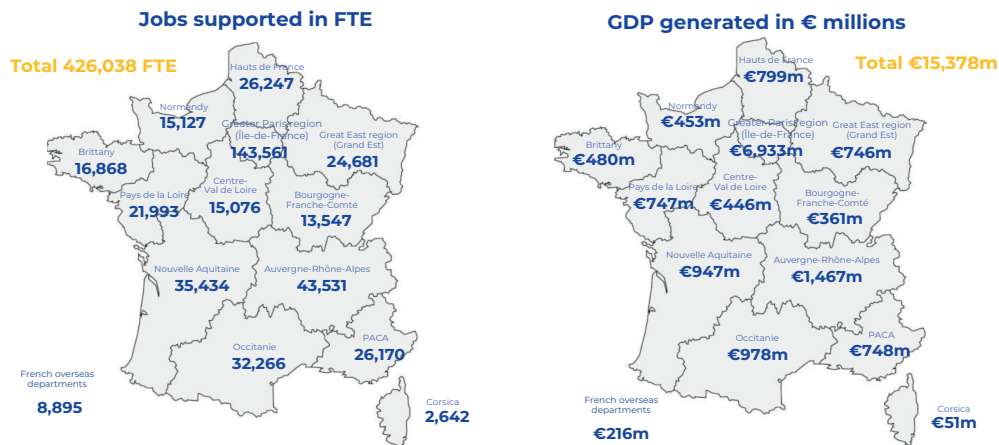 Jobs supported in FTE
Total 426,038 FTE
Hauts de France
26,247
Normandy
15,127
Greater Paris region
(Île-de-France)
143,561
Great East region
(Grand Est)
24,681
Brittany
16,868
Pays de la Loire
21,993
Centre-
Val de Loire
15,076
Bourgogne-
Franche-Comté
13,547
Nouvelle Aquitaine
35,434
Auvergne-Rhône-Alpes
43,531
Occitanie
32,266
PACA
26,170
French overseas
departments
8,895
Corsica
2,642
GDP generated in € millions
Total €15,378m
Hauts de France
€799m
Normandy
€453m
Greater Paris region
(Île-de-France)
€6,933m
Great East region
(Grand Est)
€746m
Brittany
€480m
Pays de la Loire
€747m
Centre-
Val de Loire
€446m
Bourgogne-
Franche-Comté
€361m
Nouvelle Aquitaine
€947m
Auvergne-Rhône-Alpes
€1,467m
Occitanie
€978m
PACA
€748m
French overseas
departments
€216m
Corsica
€51m